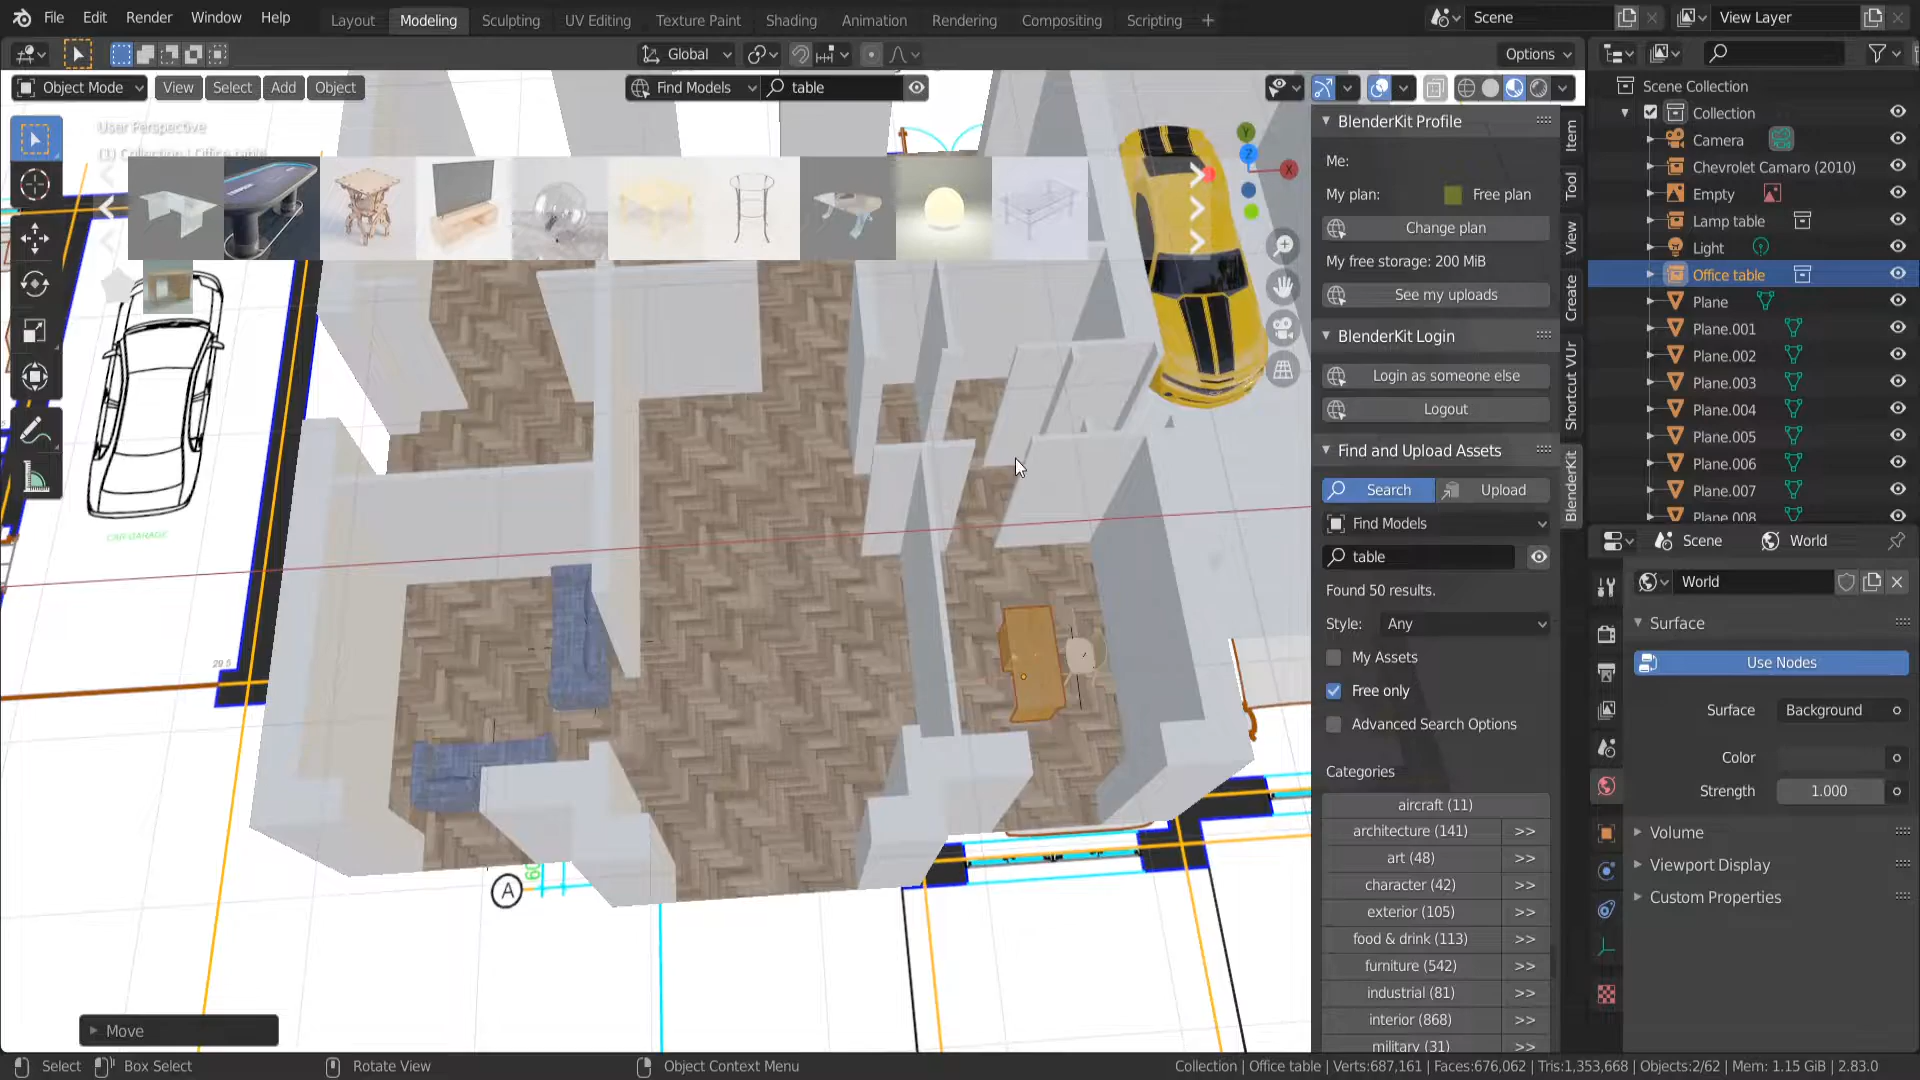 File Edit Render Window Help Layout Modeling Sculpting UV Editing Texture Paint Shading Animation Rendering Compositing Scripting + Scene View Layer
Global Options
Object Mode View Select Add Object Find Models table
User Perspective
(1) Collection | Office table
CAR GARAGE
A
Move
BlenderKit Profile
Me:
My plan: Free plan
Change plan
My free storage: 200 MiB
See my uploads
BlenderKit Login
Login as someone else
Logout
Find and Upload Assets
Search Upload
Find Models
table
Found 50 results.
Style: Any
My Assets
Free only
Advanced Search Options
Categories
aircraft (11)
architecture (141) >>
art (48) >>
character (42) >>
exterior (105) >>
food & drink (113) >>
furniture (542) >>
industrial (81) >>
interior (868) >>
military (31) >>
Item
Tool
View
Create
Shortcut VUr
BlenderKit
Scene Collection
Collection
Camera
Chevrolet Camaro (2010)
Empty
Lamp table
Light
Office table
Plane
Plane.001
Plane.002
Plane.003
Plane.004
Plane.005
Plane.006
Plane.007
Plane.008
Scene World
World
Surface
Use Nodes
Surface Background
Color
Strength 1.000
Volume
Viewport Display
Custom Properties
Select Box Select Rotate View Object Context Menu Collection | Office table | Verts:687,161 | Faces:676,062 | Tris:1,353,668 | Objects:2/62 | Mem: 1.15 GiB | 2.83.0